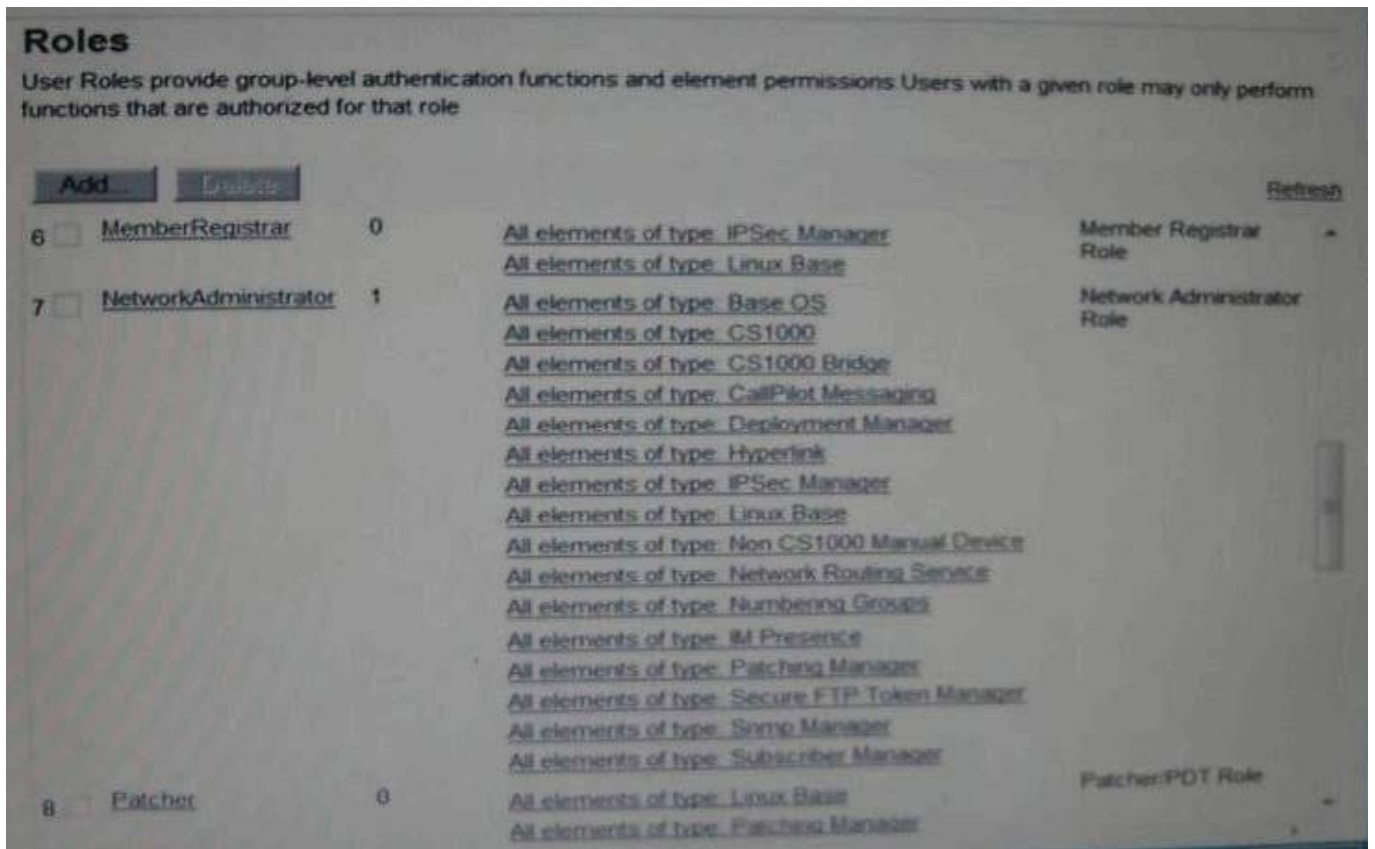 Roles
User Roles provide group-level authentication functions and element permissions Users with a given role may only perform
functions that are authorized for that role
Add... Delete
Refresh
6 MemberRegistrar 0 All elements of type: IPSec Manager Member Registrar
All elements of type: Linux Base Role
7 NetworkAdministrator 1 All elements of type: Base OS Network Administrator
All elements of type: CS1000 Role
All elements of type: CS1000 Bridge
All elements of type: CallPilot Messaging
All elements of type: Deployment Manager
All elements of type: Hyperlink
All elements of type: IPSec Manager
All elements of type: Linux Base
All elements of type: Non CS1000 Manual Device
All elements of type: Network Routing Service
All elements of type: Numbering Groups
All elements of type: IM Presence
All elements of type: Patching Manager
All elements of type: Secure FTP Token Manager
All elements of type: Snmp Manager
All elements of type: Subscriber Manager
8 Patcher 0 All elements of type: Linux Base Patcher/PDT Role
All elements of type: Patching Manager